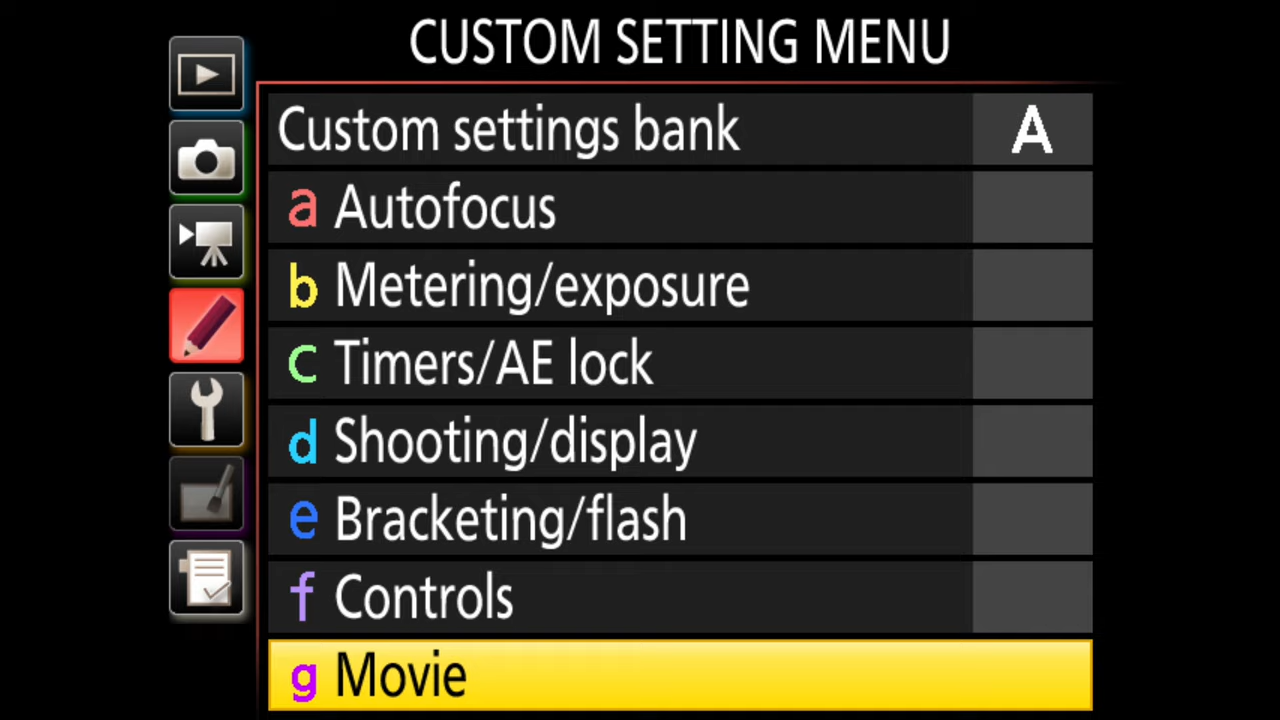 CUSTOM SETTING MENU
Custom settings bank A
a Autofocus
b Metering/exposure
c Timers/AE lock
d Shooting/display
e Bracketing/flash
f Controls
g Movie